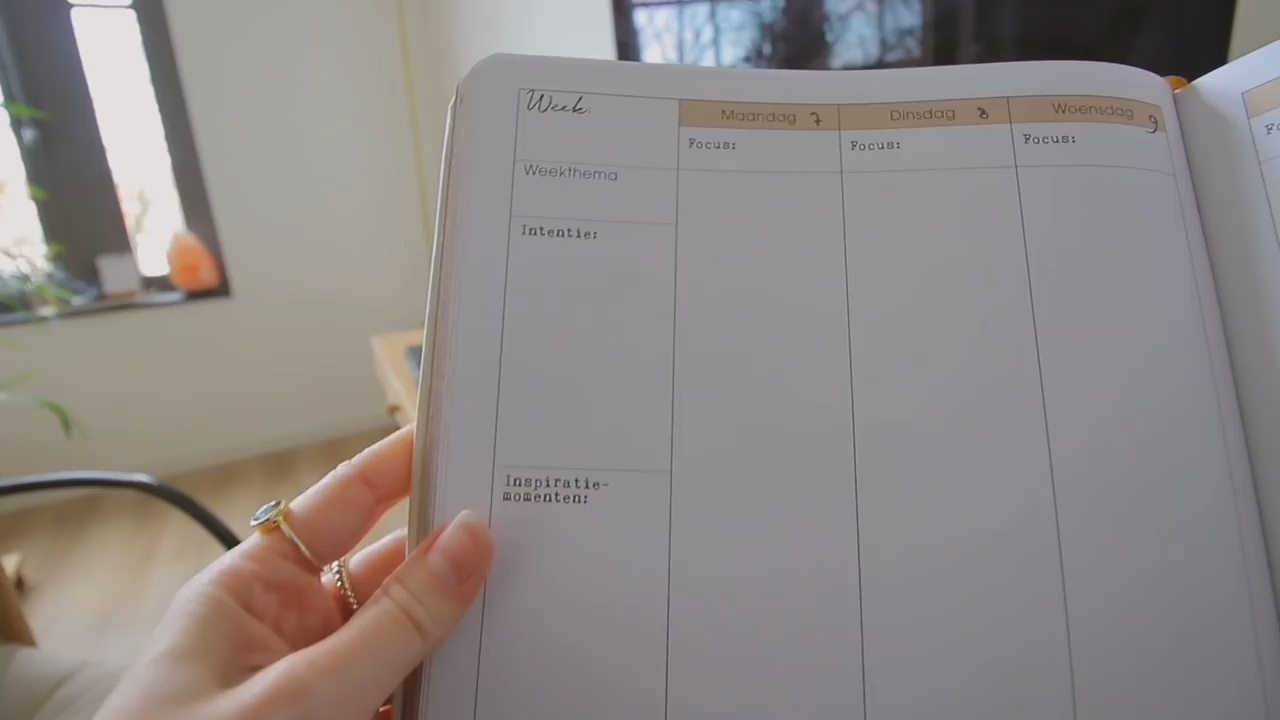 Week:
Maandag 7
Dinsdag 8
Woensdag 9
Focus:
Focus:
Focus:
Weekthema
Intentie:
Inspiratie-
momenten: